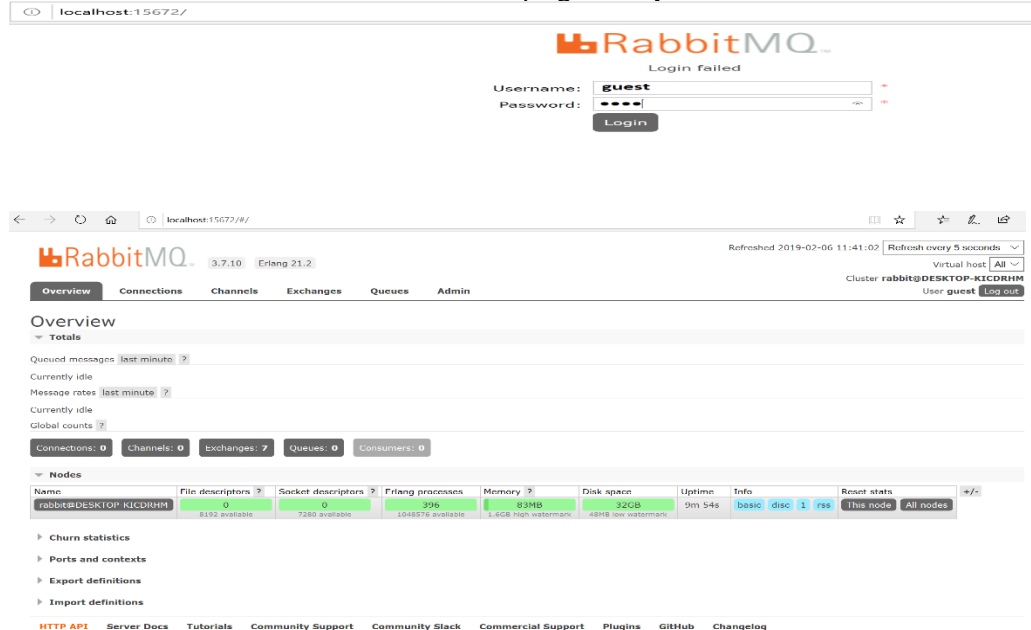 localhost:15672/
RabbitMQ
Login failed
Username: guest *
Password: ●●●● *
Login
localhost:15672/#/
Refreshed 2019-02-06 11:41:02 Refresh every 5 seconds
RabbitMQ 3.7.10 Erlang 21.2
Virtual host All
Cluster rabbit@DESKTOP-KICDRHM
User guest Log out
Overview Connections Channels Exchanges Queues Admin
Overview
Totals
Queued messages last minute ?
Currently idle
Message rates last minute ?
Currently idle
Global counts ?
Connections: 0 Channels: 0 Exchanges: 7 Queues: 0 Consumers: 0
Nodes
Name File descriptors ? Socket descriptors ? Erlang processes Memory ? Disk space Uptime Info Reset stats +/-
rabbit@DESKTOP-KICDRHM 0 0 396 83MB 32GB 9m 54s basic disc 1 rss This node All nodes
8192 available 7280 available 1048576 available 1.6GB high watermark 48MB low watermark
Churn statistics
Ports and contexts
Export definitions
Import definitions
HTTP API Server Docs Tutorials Community Support Community Slack Commercial Support Plugins GitHub Changelog